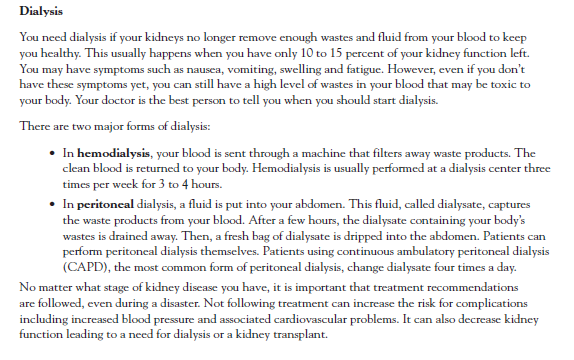 Dialysis
You need dialysis if your kidneys no longer remove enough wastes and fluid from your blood to keep
you healthy. This usually happens when you have only 10 to 15 percent of your kidney function left.
You may have symptoms such as nausea, vomiting, swelling and fatigue. However, even if you don't
have these symptoms yet, you can still have a high level of wastes in your blood that may be toxic to
your body. Your doctor is the best person to tell you when you should start dialysis.
There are two major forms of dialysis:
• In hemodialysis, your blood is sent through a machine that filters away waste products. The
clean blood is returned to your body. Hemodialysis is usually performed at a dialysis center three
times per week for 3 to 4 hours.
• In peritoneal dialysis, a fluid is put into your abdomen. This fluid, called dialysate, captures
the waste products from your blood. After a few hours, the dialysate containing your body's
wastes is drained away. Then, a fresh bag of dialysate is dripped into the abdomen. Patients can
perform peritoneal dialysis themselves. Patients using continuous ambulatory peritoneal dialysis
(CAPD), the most common form of peritoneal dialysis, change dialysate four times a day.
No matter what stage of kidney disease you have, it is important that treatment recommendations
are followed, even during a disaster. Not following treatment can increase the risk for complications
including increased blood pressure and associated cardiovascular problems. It can also decrease kidney
function leading to a need for dialysis or a kidney transplant.